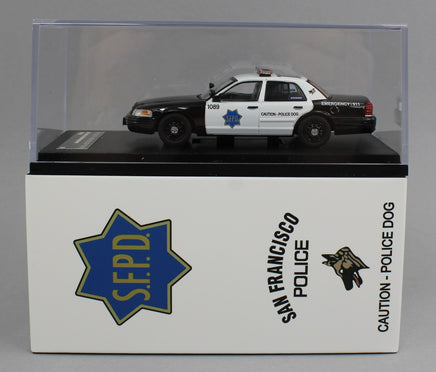 1089
S.F.P.D.
CAUTION - POLICE DOG
EMERGENCY 911
S.F.P.D.
SAN FRANCISCO
POLICE
CAUTION - POLICE DOG